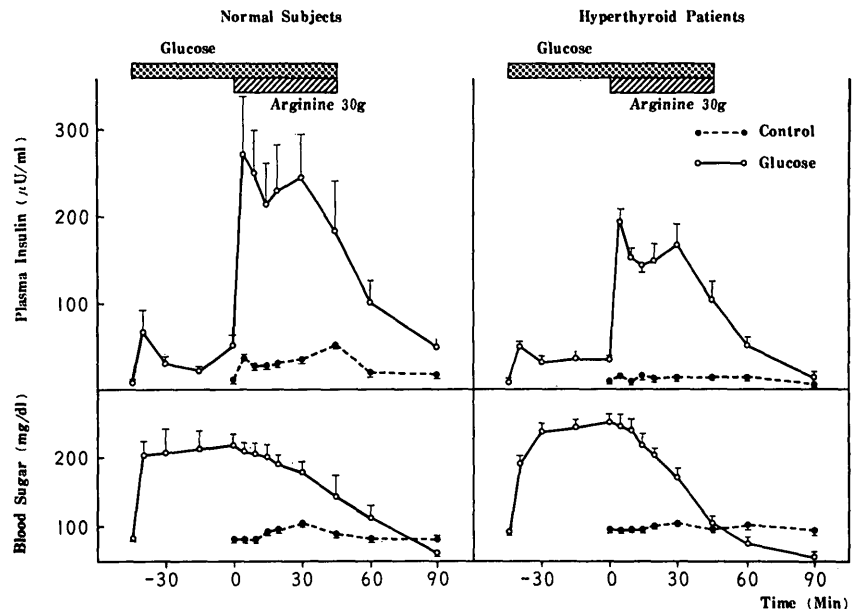 Normal Subjects
Hyperthyroid Patients
Glucose
Glucose
Arginine 30g
Arginine 30g
Control
Glucose
Plasma Insulin (μU/ml)
300
200
100
Blood Sugar (mg/dl)
200
100
-30 0 30 60 90
-30 0 30 60 90
Time (Min)